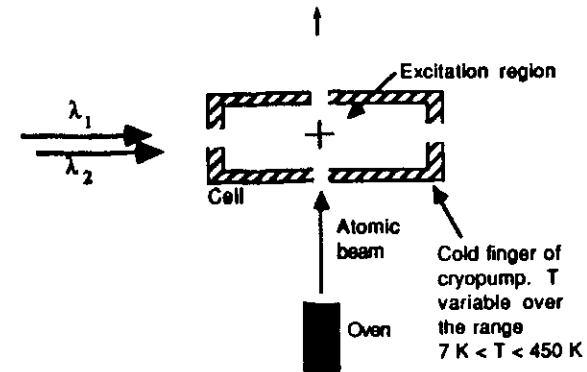 Excitation region
λ1
λ2
Cell
Atomic
beam
Oven
Cold finger of
cryopump. T
variable over
the range
7 K < T < 450 K